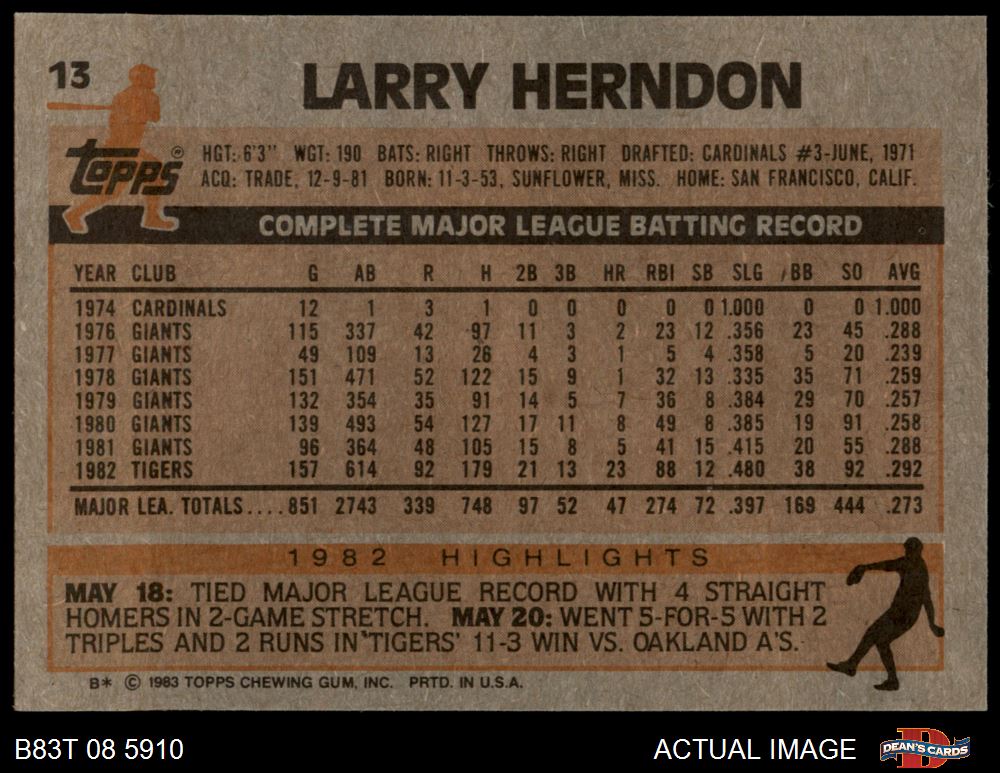 13
LARRY HERNDON
TOPPS®
HGT: 6'3" WGT: 190 BATS: RIGHT THROWS: RIGHT DRAFTED: CARDINALS #3-JUNE, 1971
ACQ: TRADE, 12-9-81 BORN: 11-3-53, SUNFLOWER, MISS. HOME: SAN FRANCISCO, CALIF.
COMPLETE MAJOR LEAGUE BATTING RECORD
YEAR CLUB G AB R H 2B 3B HR RBI SB SLG BB SO AVG
1974 CARDINALS 12 1 3 1 0 0 0 0 0 1.000 0 0 1.000
1976 GIANTS 115 337 42 97 11 3 2 23 12 .356 23 45 .288
1977 GIANTS 49 109 13 26 4 3 1 5 4 .358 5 20 .239
1978 GIANTS 151 471 52 122 15 9 1 32 13 .335 35 71 .259
1979 GIANTS 132 354 35 91 14 5 7 36 8 .384 29 70 .257
1980 GIANTS 139 493 54 127 17 11 8 49 8 .385 19 91 .258
1981 GIANTS 96 364 48 105 15 8 5 41 15 .415 20 55 .288
1982 TIGERS 157 614 92 179 21 13 23 88 12 .480 38 92 .292
MAJOR LEA. TOTALS....851 2743 339 748 97 52 47 274 72 .397 169 444 .273
1982 HIGHLIGHTS
MAY 18: TIED MAJOR LEAGUE RECORD WITH 4 STRAIGHT
HOMERS IN 2-GAME STRETCH. MAY 20: WENT 5-FOR-5 WITH 2
TRIPLES AND 2 RUNS IN TIGERS' 11-3 WIN VS. OAKLAND A'S.
B* © 1983 TOPPS CHEWING GUM, INC. PRTD. IN U.S.A.
B83T 08 5910
ACTUAL IMAGE
DEAN'S CARDS